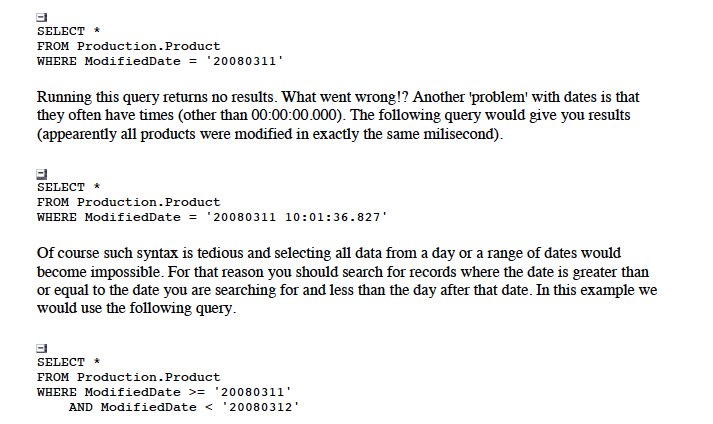 SELECT *
FROM Production.Product
WHERE ModifiedDate = '20080311'
Running this query returns no results. What went wrong!? Another 'problem' with dates is that
they often have times (other than 00:00:00.000). The following query would give you results
(appearently all products were modified in exactly the same milisecond).
SELECT *
FROM Production.Product
WHERE ModifiedDate = '20080311 10:01:36.827'
Of course such syntax is tedious and selecting all data from a day or a range of dates would
become impossible. For that reason you should search for records where the date is greater than
or equal to the date you are searching for and less than the day after that date. In this example we
would use the following query.
SELECT *
FROM Production.Product
WHERE ModifiedDate >= '20080311'
    AND ModifiedDate < '20080312'